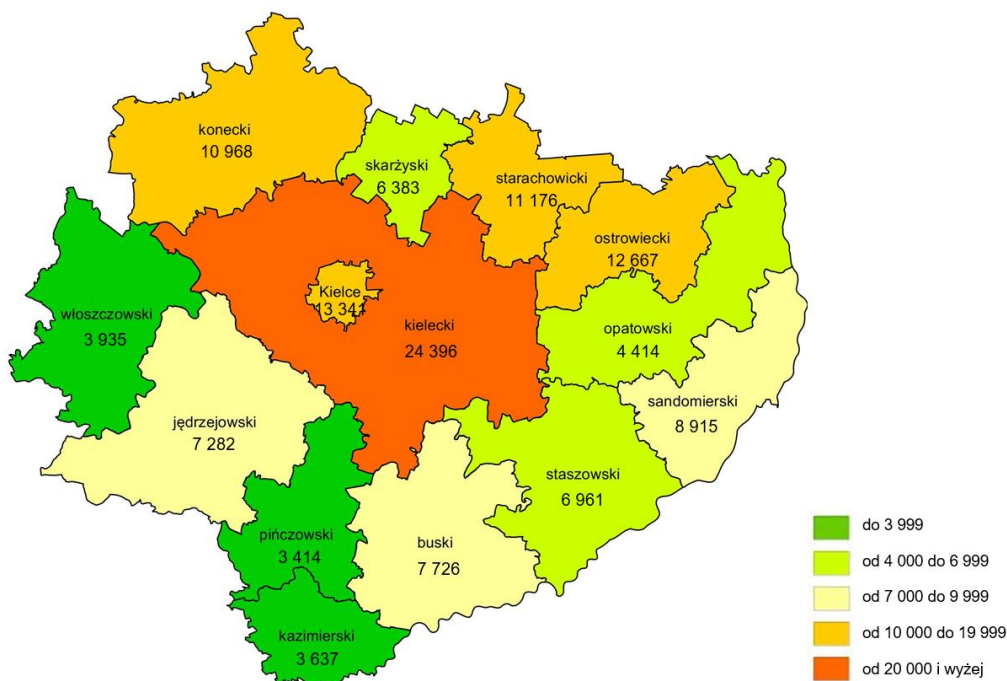 konecki
10 968
skarżyski
6 383
starachowicki
11 176
ostrowiecki
12 667
Kielce
13 341
włoszczowski
3 935
kielecki
24 396
opatowski
4 414
sandomierski
8 915
jędrzejowski
7 282
staszowski
6 961
pińczowski
3 414
buski
7 726
kazimierski
3 637
do 3 999
od 4 000 do 6 999
od 7 000 do 9 999
od 10 000 do 19 999
od 20 000 i wyżej